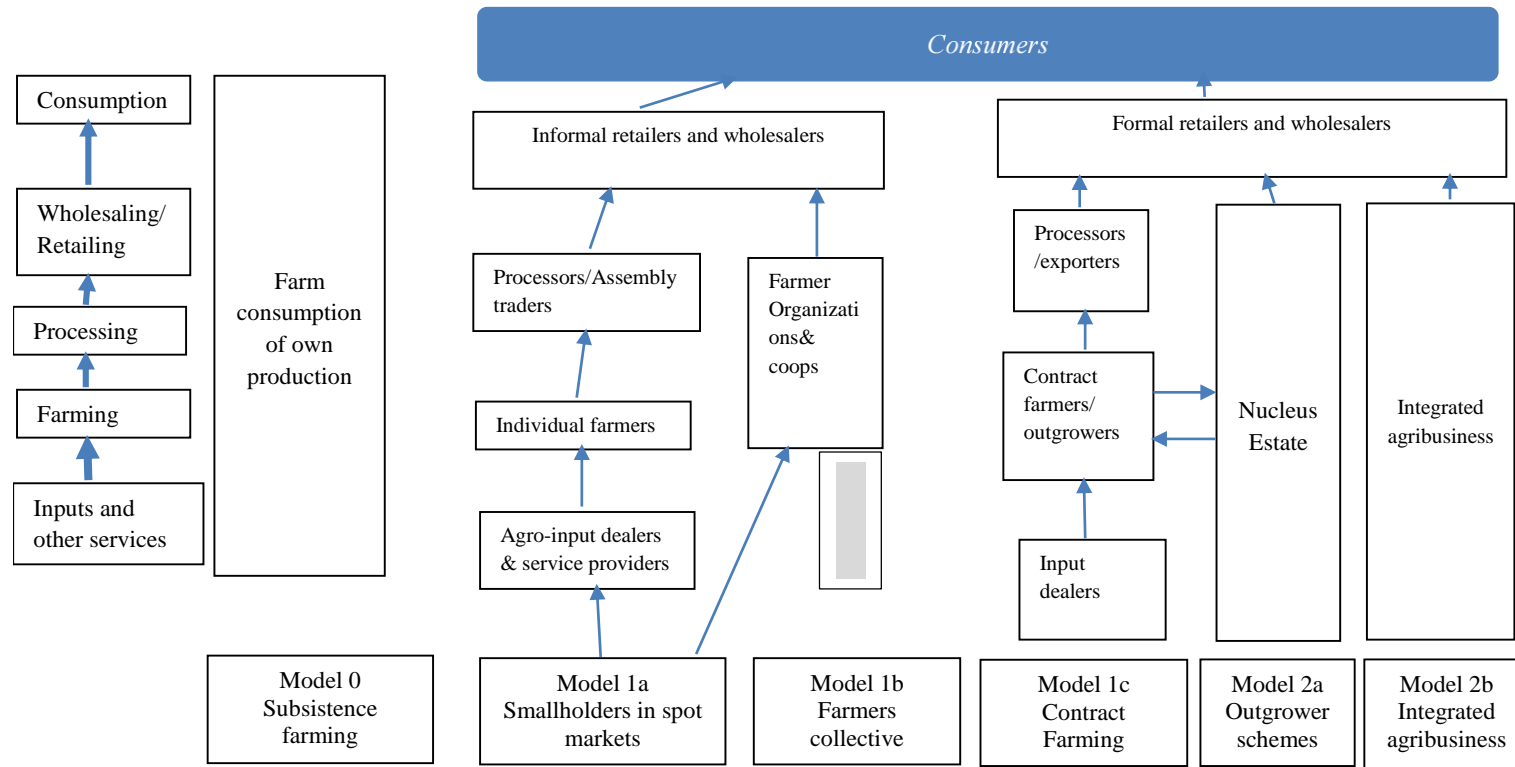 Consumers
Consumption
Wholesaling/
Retailing
Processing
Farming
Inputs and
other services
Farm
consumption
of own
production
Informal retailers and wholesalers
Processors/Assembly
traders
Individual farmers
Agro-input dealers
& service providers
Farmer
Organizati
ons&
coops
Formal retailers and wholesalers
Processors
/exporters
Contract
farmers/
outgrowers
Input
dealers
Nucleus
Estate
Integrated
agribusiness
Model 0
Subsistence
farming
Model 1a
Smallholders in spot
markets
Model 1b
Farmers
collective
Model 1c
Contract
Farming
Model 2a
Outgrower
schemes
Model 2b
Integrated
agribusiness